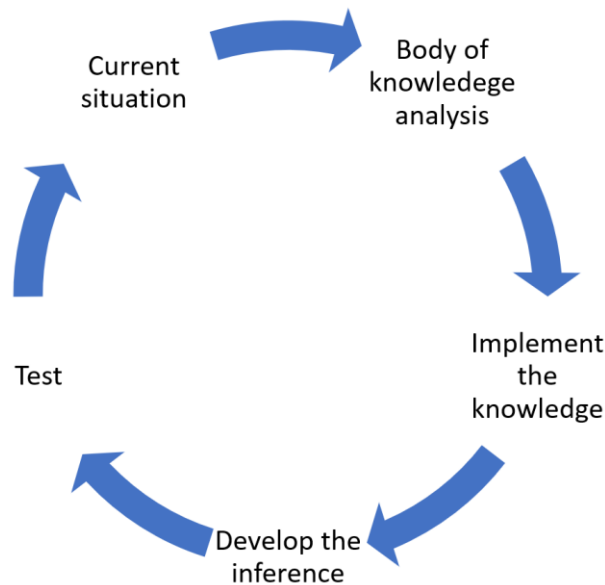 Current
situation
Body of
knowledege
analysis
Implement
the
knowledge
Develop the
inference
Test